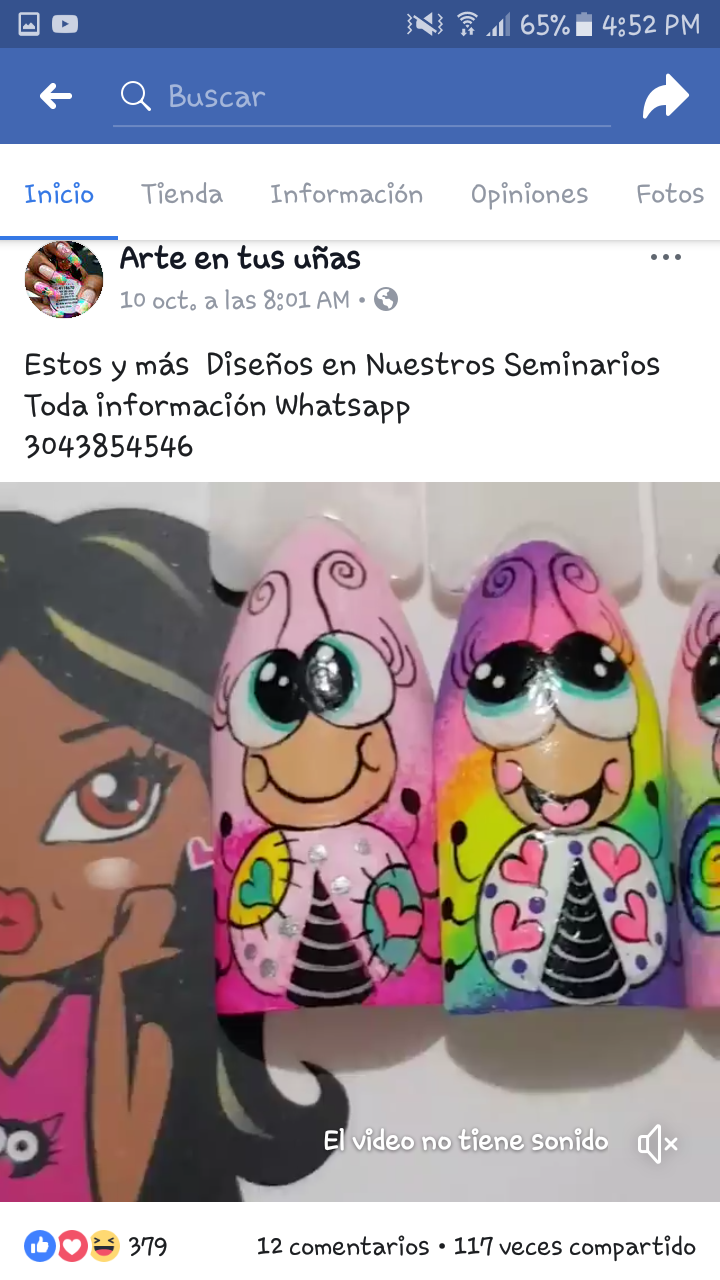 65% 4:52 PM
Buscar
Inicio Tienda Información Opiniones Fotos
Arte en tus uñas
10 oct. a las 8:01 AM •
Estos y más Diseños en Nuestros Seminarios
Toda información Whatsapp
3043854546
El video no tiene sonido
379 12 comentarios • 117 veces compartido